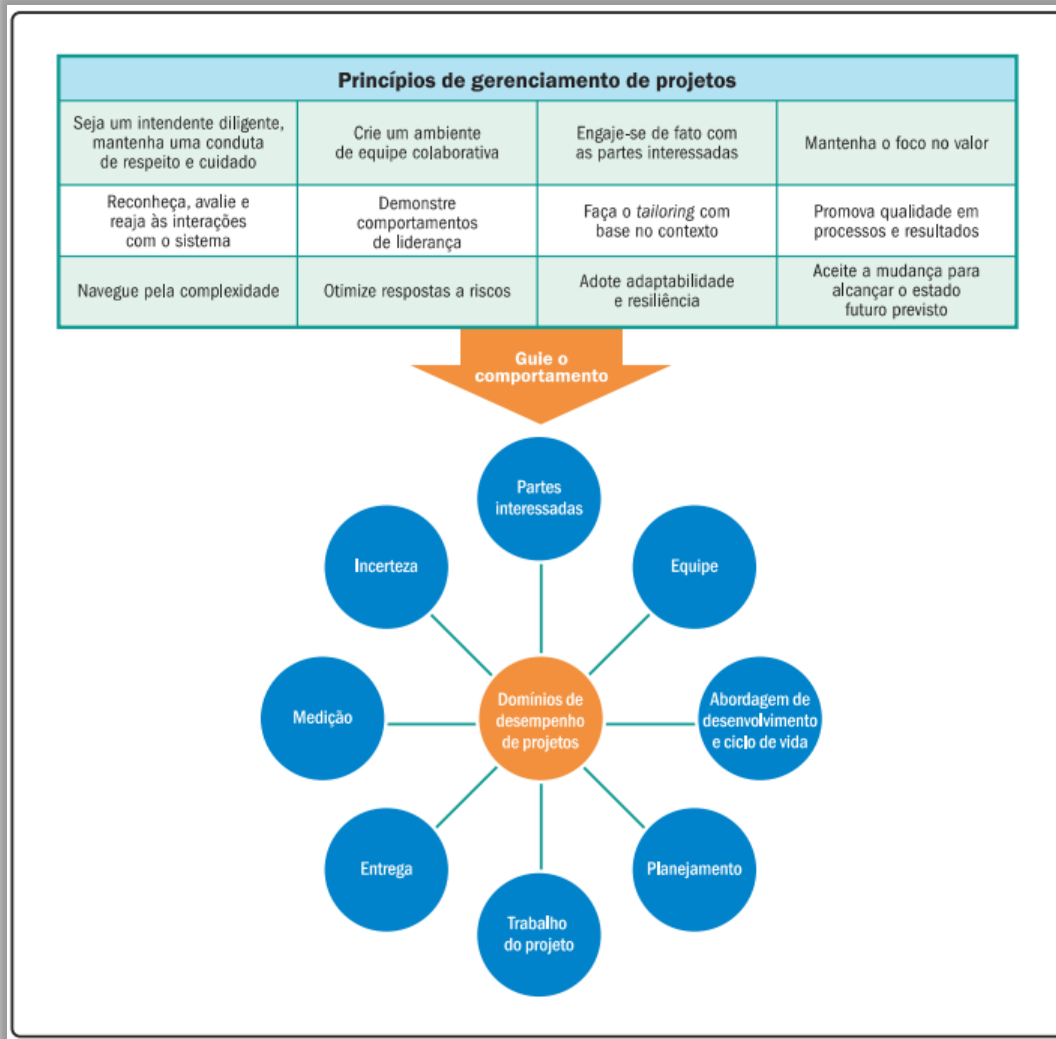 Princípios de gerenciamento de projetos
Seja um intendente diligente,
mantenha uma conduta
de respeito e cuidado
Crie um ambiente
de equipe colaborativa
Engaje-se de fato com
as partes interessadas
Mantenha o foco no valor
Reconheça, avalie e
reaja às interações
com o sistema
Demonstre
comportamentos
de liderança
Faça o tailoring com
base no contexto
Promova qualidade em
processos e resultados
Navegue pela complexidade
Otimize respostas a riscos
Adote adaptabilidade
e resiliência
Aceite a mudança para
alcançar o estado
futuro previsto
Guie o
comportamento
Partes
interessadas
Incerteza
Equipe
Medição
Domínios de
desempenho
de projetos
Abordagem de
desenvolvimento
e ciclo de vida
Entrega
Planejamento
Trabalho
do projeto